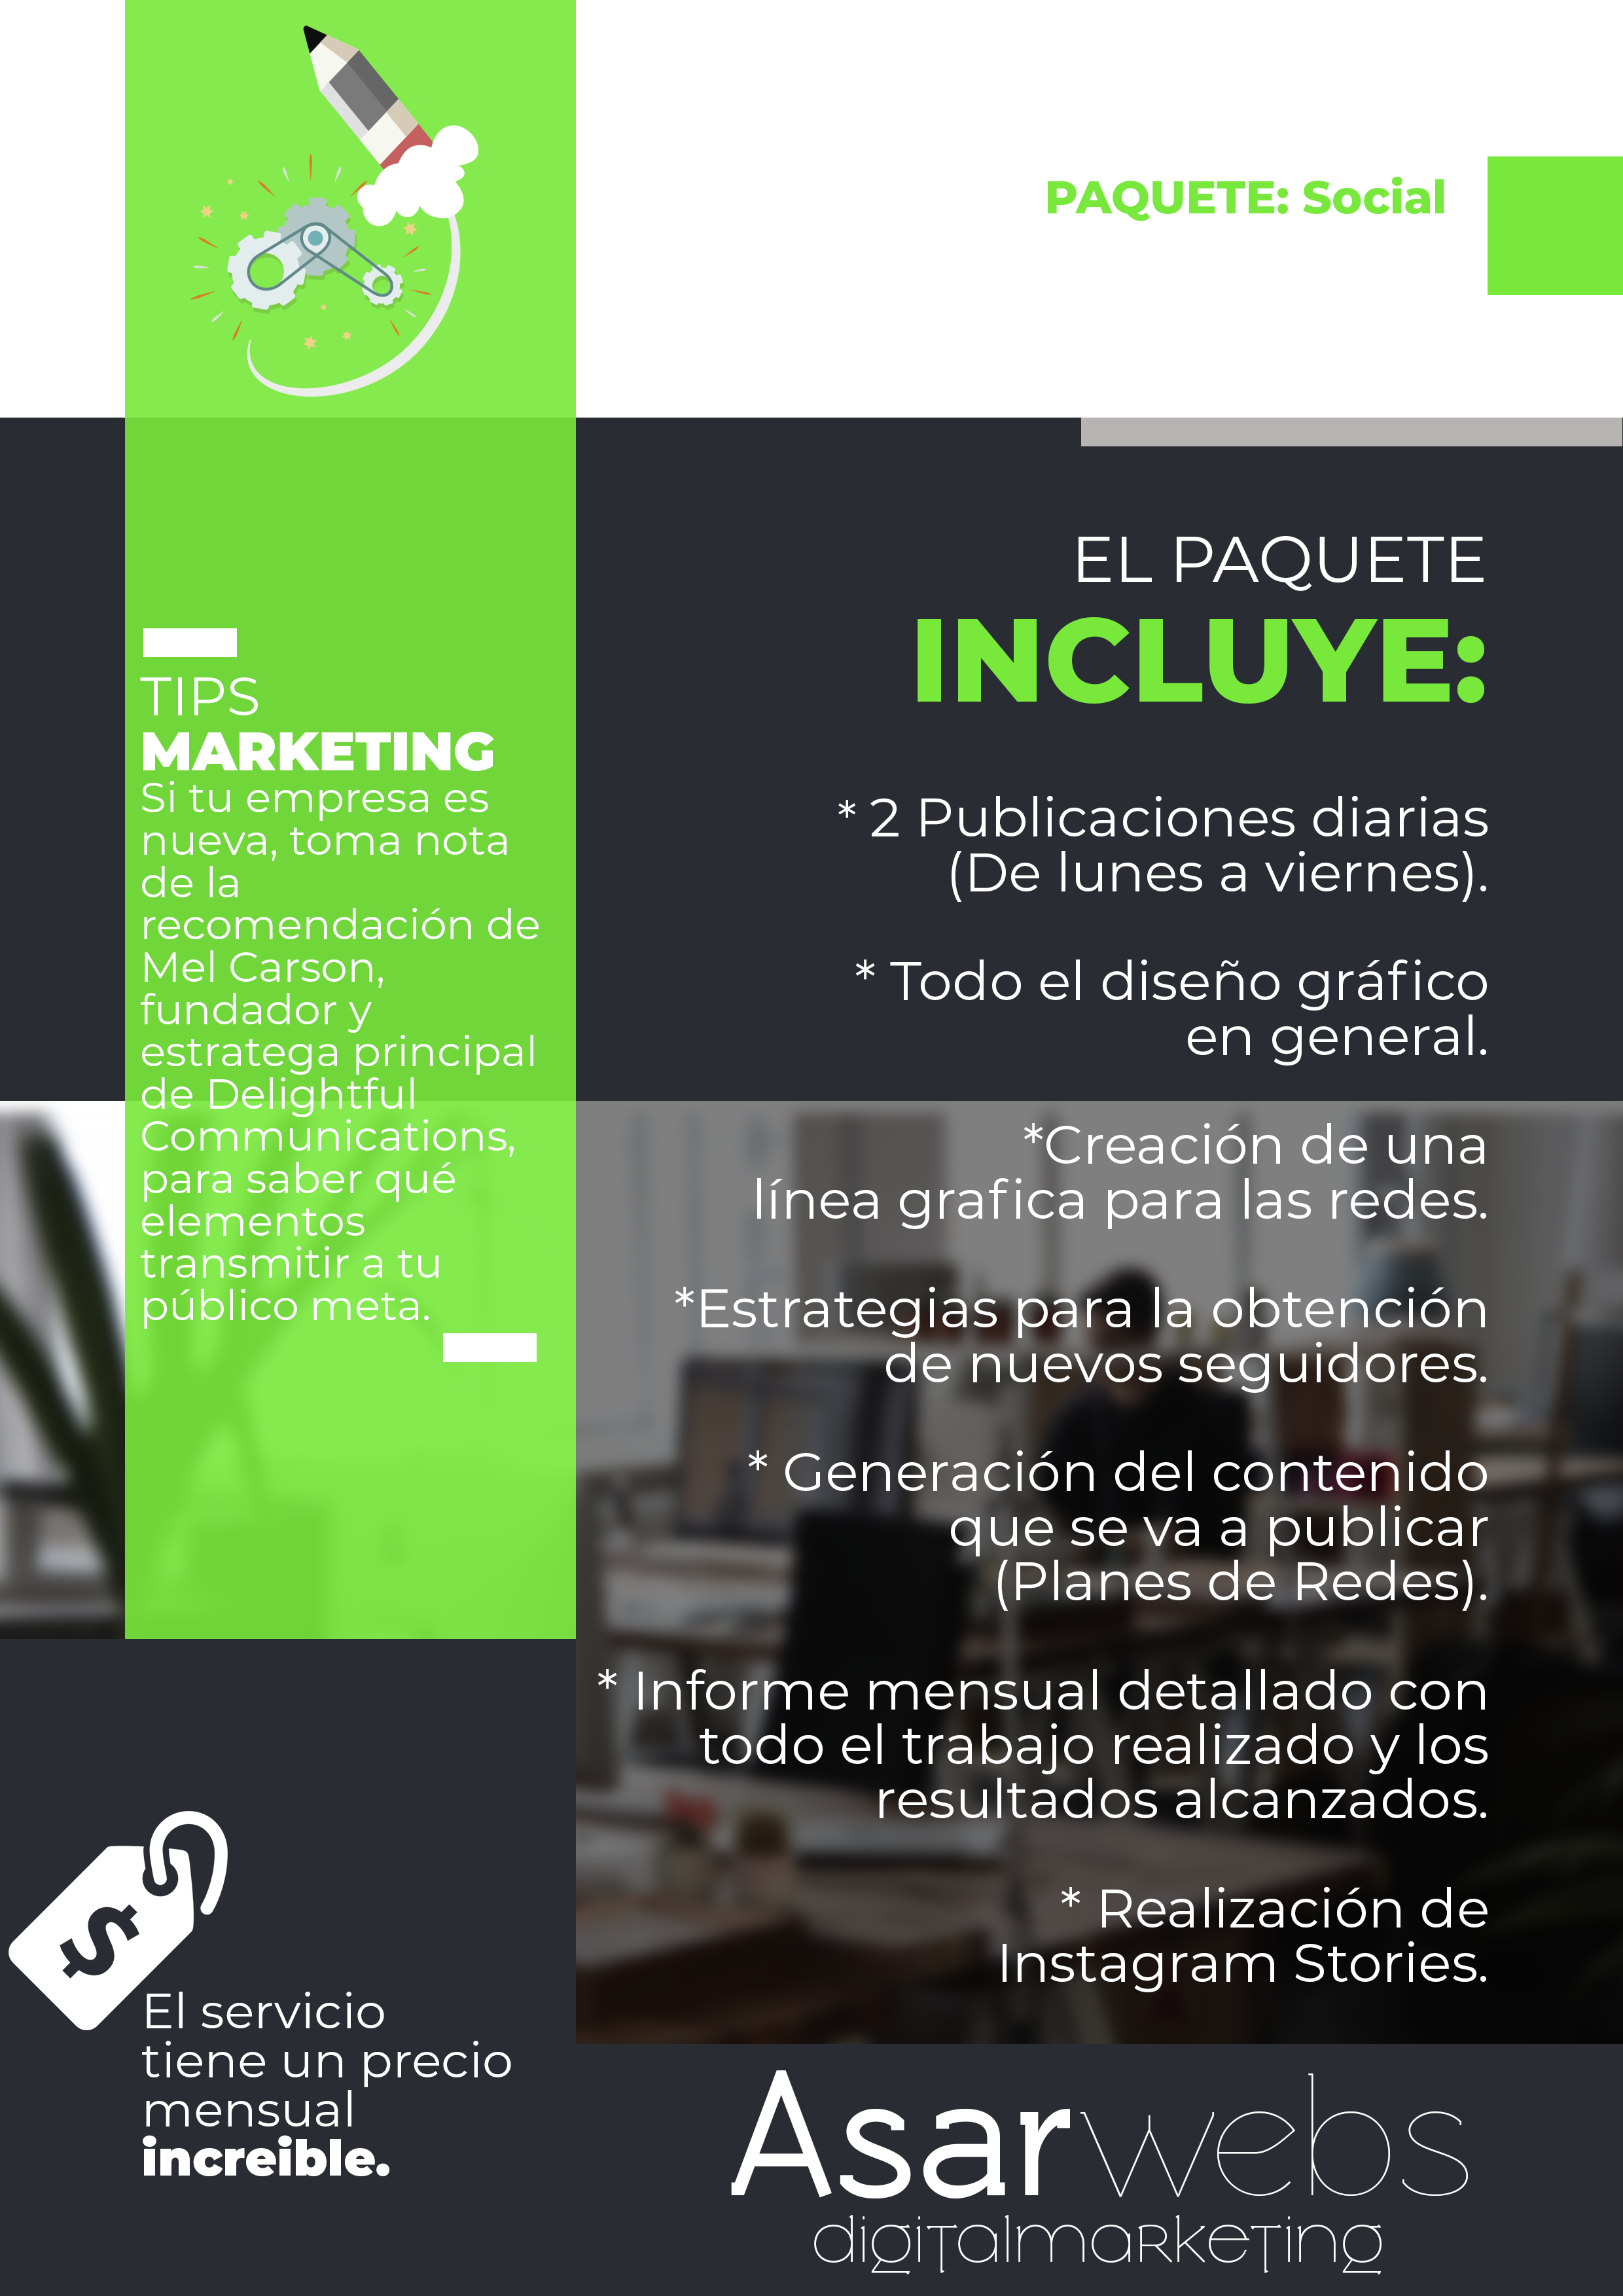 PAQUETE: Social
EL PAQUETE
INCLUYE:
* 2 Publicaciones diarias
(De lunes a viernes).
* Todo el diseño gráfico
en general.
*Creación de una
línea grafica para las redes.
*Estrategias para la obtención
de nuevos seguidores.
* Generación del contenido
que se va a publicar
(Planes de Redes).
* Informe mensual detallado con
todo el trabajo realizado y los
resultados alcanzados.
* Realización de
Instagram Stories.
TIPS
MARKETING
Si tu empresa es
nueva, toma nota
de la
recomendación de
Mel Carson,
fundador y
estratega principal
de Delightful
Communications,
para saber qué
elementos
transmitir a tu
público meta.
$
El servicio
tiene un precio
mensual
increible.
Asarwebs
digitalmarketing